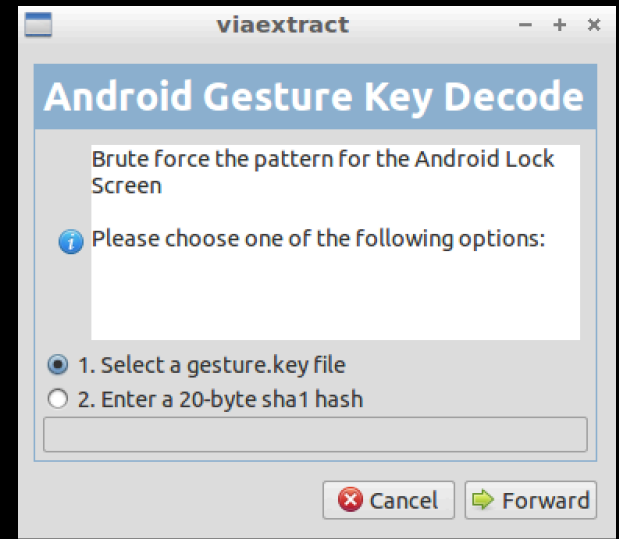 viaextract
Android Gesture Key Decode
Brute force the pattern for the Android Lock
Screen
Please choose one of the following options:
1. Select a gesture.key file
2. Enter a 20-byte sha1 hash
Cancel
Forward